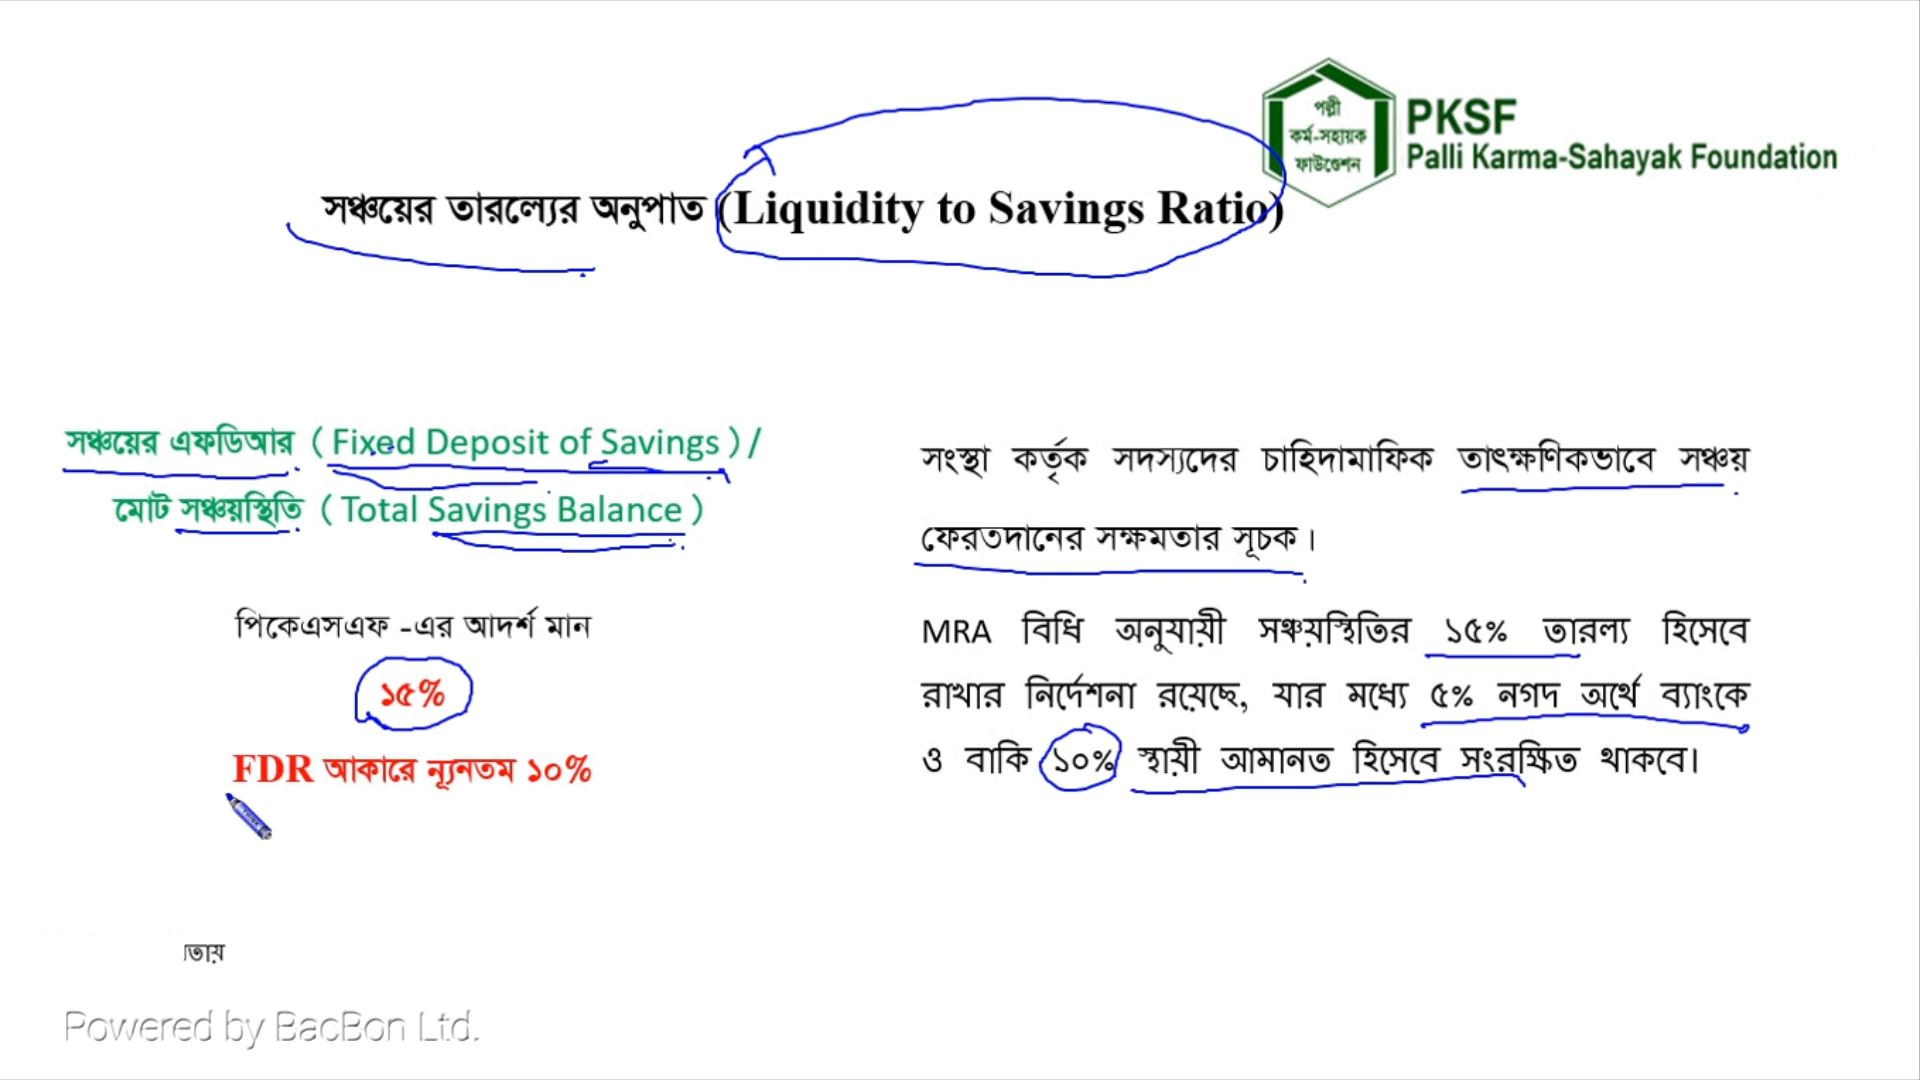 পল্লী
কর্ম-সহায়ক
ফাউণ্ডেশন
PKSF
Palli Karma-Sahayak Foundation
সঞ্চয়ের তারল্যের অনুপাত (Liquidity to Savings Ratio)
সঞ্চয়ের এফডিআর ( Fixed Deposit of Savings ) /
মোট সঞ্চয়স্থিতি ( Total Savings Balance )
পিকেএসএফ -এর আদর্শ মান
১৫%
FDR আকারে ন্যূনতম ১০%
সংস্থা কর্তৃক সদস্যদের চাহিদামাফিক তাৎক্ষণিকভাবে সঞ্চয়
ফেরতদানের সক্ষমতার সূচক।
MRA বিধি অনুযায়ী সঞ্চয়স্থিতির ১৫% তারল্য হিসেবে
রাখার নির্দেশনা রয়েছে, যার মধ্যে ৫% নগদ অর্থে ব্যাংকে
ও বাকি ১০% স্থায়ী আমানত হিসেবে সংরক্ষিত থাকবে।
Powered by BacBon Ltd.